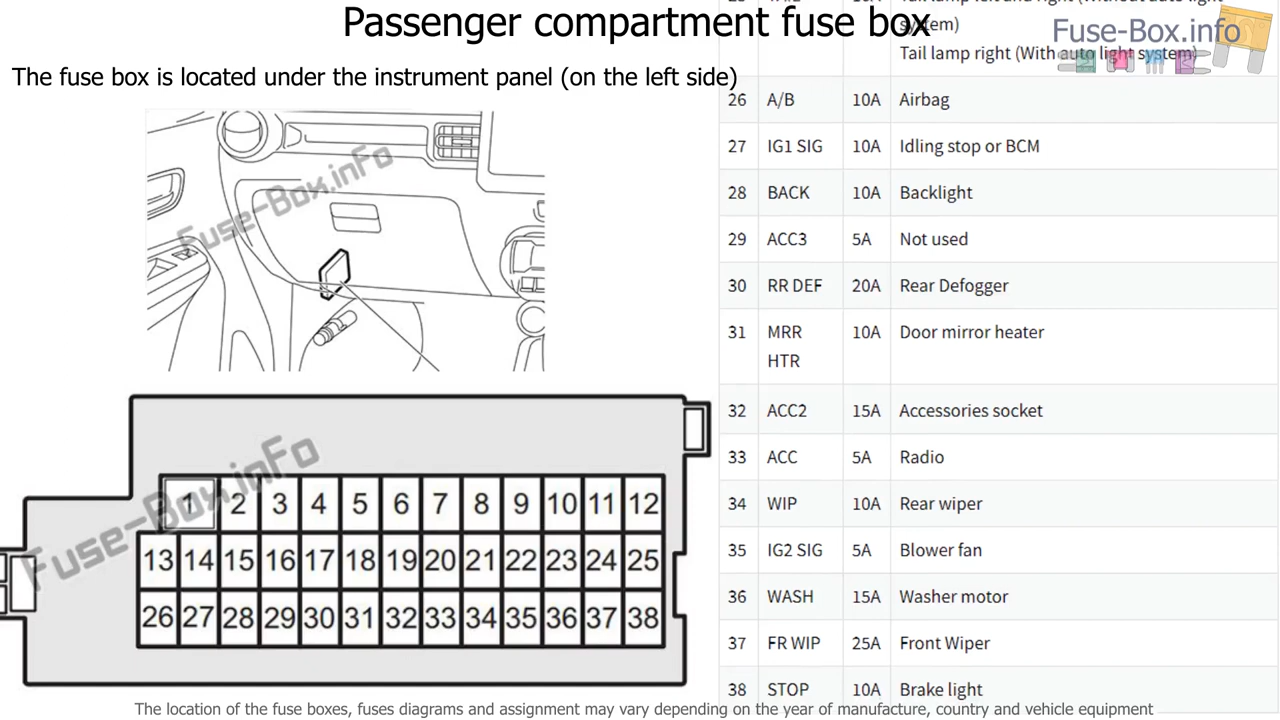 Passenger compartment fuse box
The fuse box is located under the instrument panel (on the left side)
Fuse-Box.info
Fuse-Box.info
1 2 3 4 5 6 7 8 9 10 11 12
13 14 15 16 17 18 19 20 21 22 23 24 25
26 27 28 29 30 31 32 33 34 35 36 37 38
Fuse-Box.info
system)
Tail lamp right (With auto light system)
26 A/B 10A Airbag
27 IG1 SIG 10A Idling stop or BCM
28 BACK 10A Backlight
29 ACC3 5A Not used
30 RR DEF 20A Rear Defogger
31 MRR 10A Door mirror heater
HTR
32 ACC2 15A Accessories socket
33 ACC 5A Radio
34 WIP 10A Rear wiper
35 IG2 SIG 5A Blower fan
36 WASH 15A Washer motor
37 FR WIP 25A Front Wiper
38 STOP 10A Brake light
The location of the fuse boxes, fuses diagrams and assignment may vary depending on the year of manufacture, country and vehicle equipment